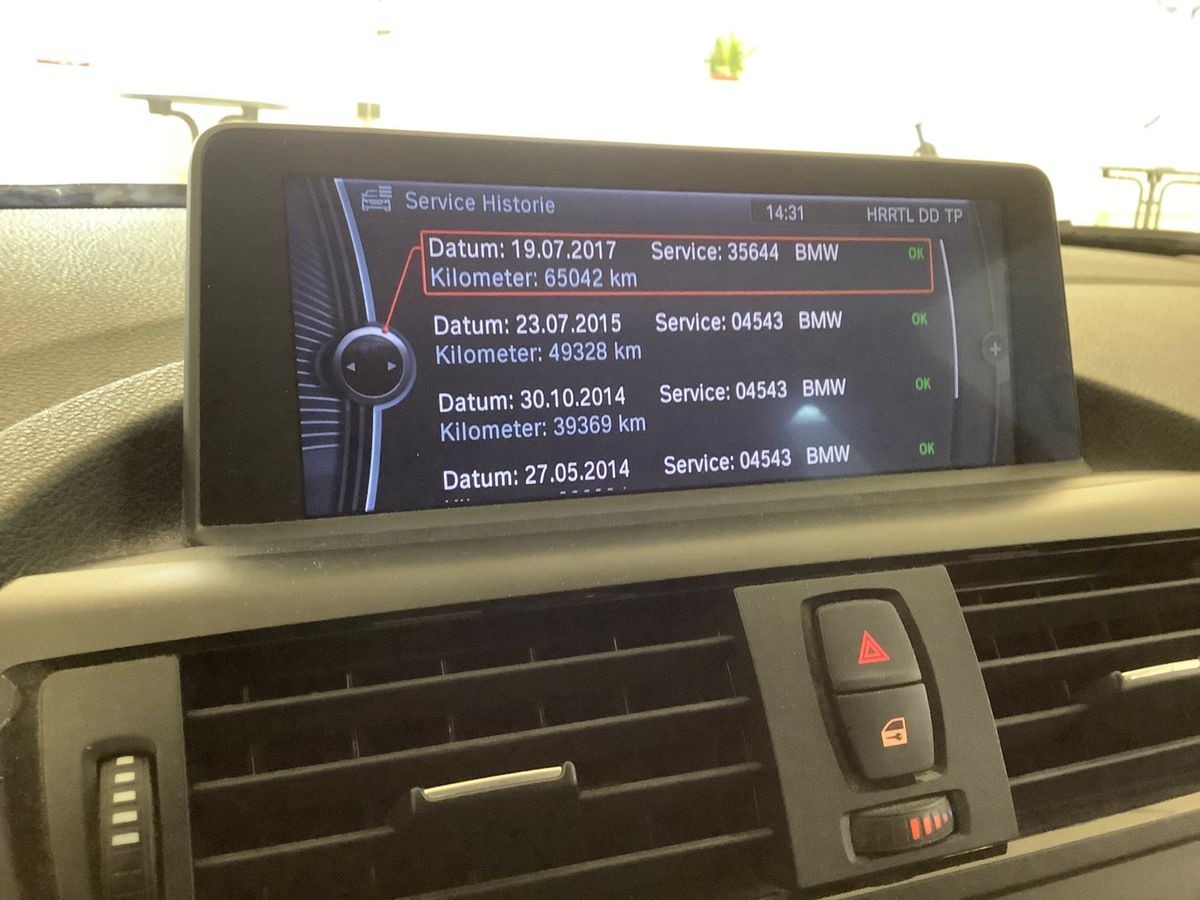 Service Historie 14:31 HRRTL DD TP
Datum: 19.07.2017 Service: 35644 BMW OK
Kilometer: 65042 km
Datum: 23.07.2015 Service: 04543 BMW OK
Kilometer: 49328 km
Datum: 30.10.2014 Service: 04543 BMW OK
Kilometer: 39369 km
Datum: 27.05.2014 Service: 04543 BMW OK